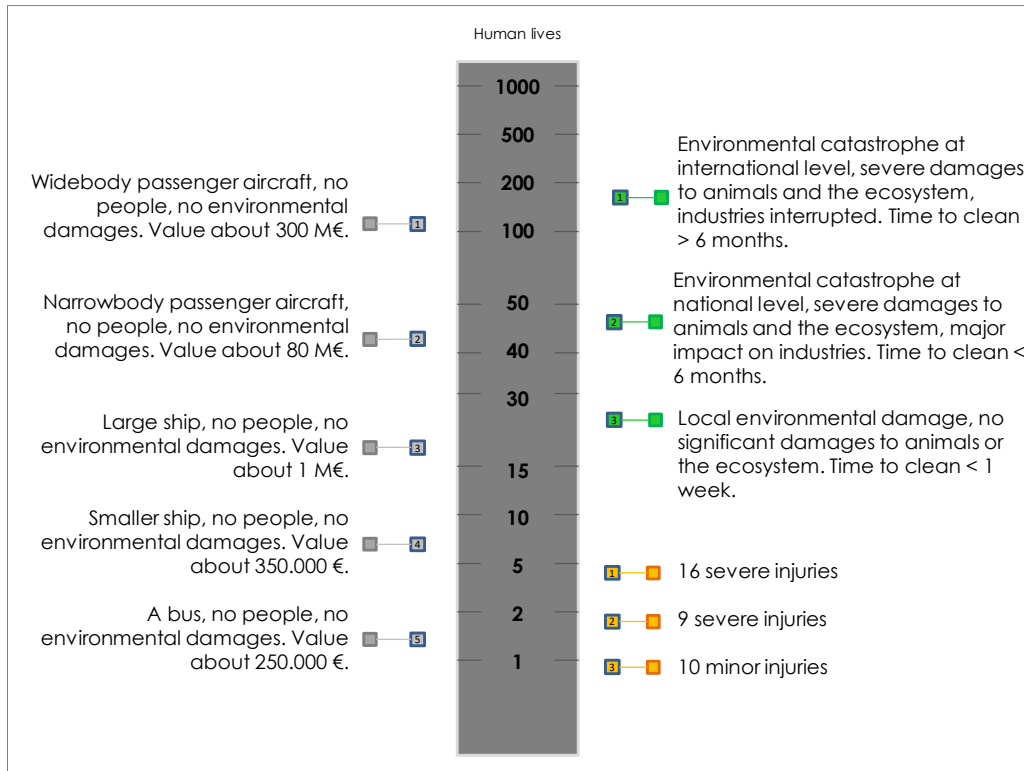 Human lives
1000
500
200
100
50
40
30
15
10
5
2
1
Widebody passenger aircraft, no
people, no environmental
damages. Value about 300 M€.
1
Narrowbody passenger aircraft,
no people, no environmental
damages. Value about 80 M€.
2
Large ship, no people, no
environmental damages. Value
about 1 M€.
3
Smaller ship, no people, no
environmental damages. Value
about 350.000 €.
4
A bus, no people, no
environmental damages. Value
about 250.000 €.
5
1
Environmental catastrophe at
international level, severe damages
to animals and the ecosystem,
industries interrupted. Time to clean
> 6 months.
2
Environmental catastrophe at
national level, severe damages to
animals and the ecosystem, major
impact on industries. Time to clean <
6 months.
3
Local environmental damage, no
significant damages to animals or
the ecosystem. Time to clean < 1
week.
1
16 severe injuries
2
9 severe injuries
3
10 minor injuries